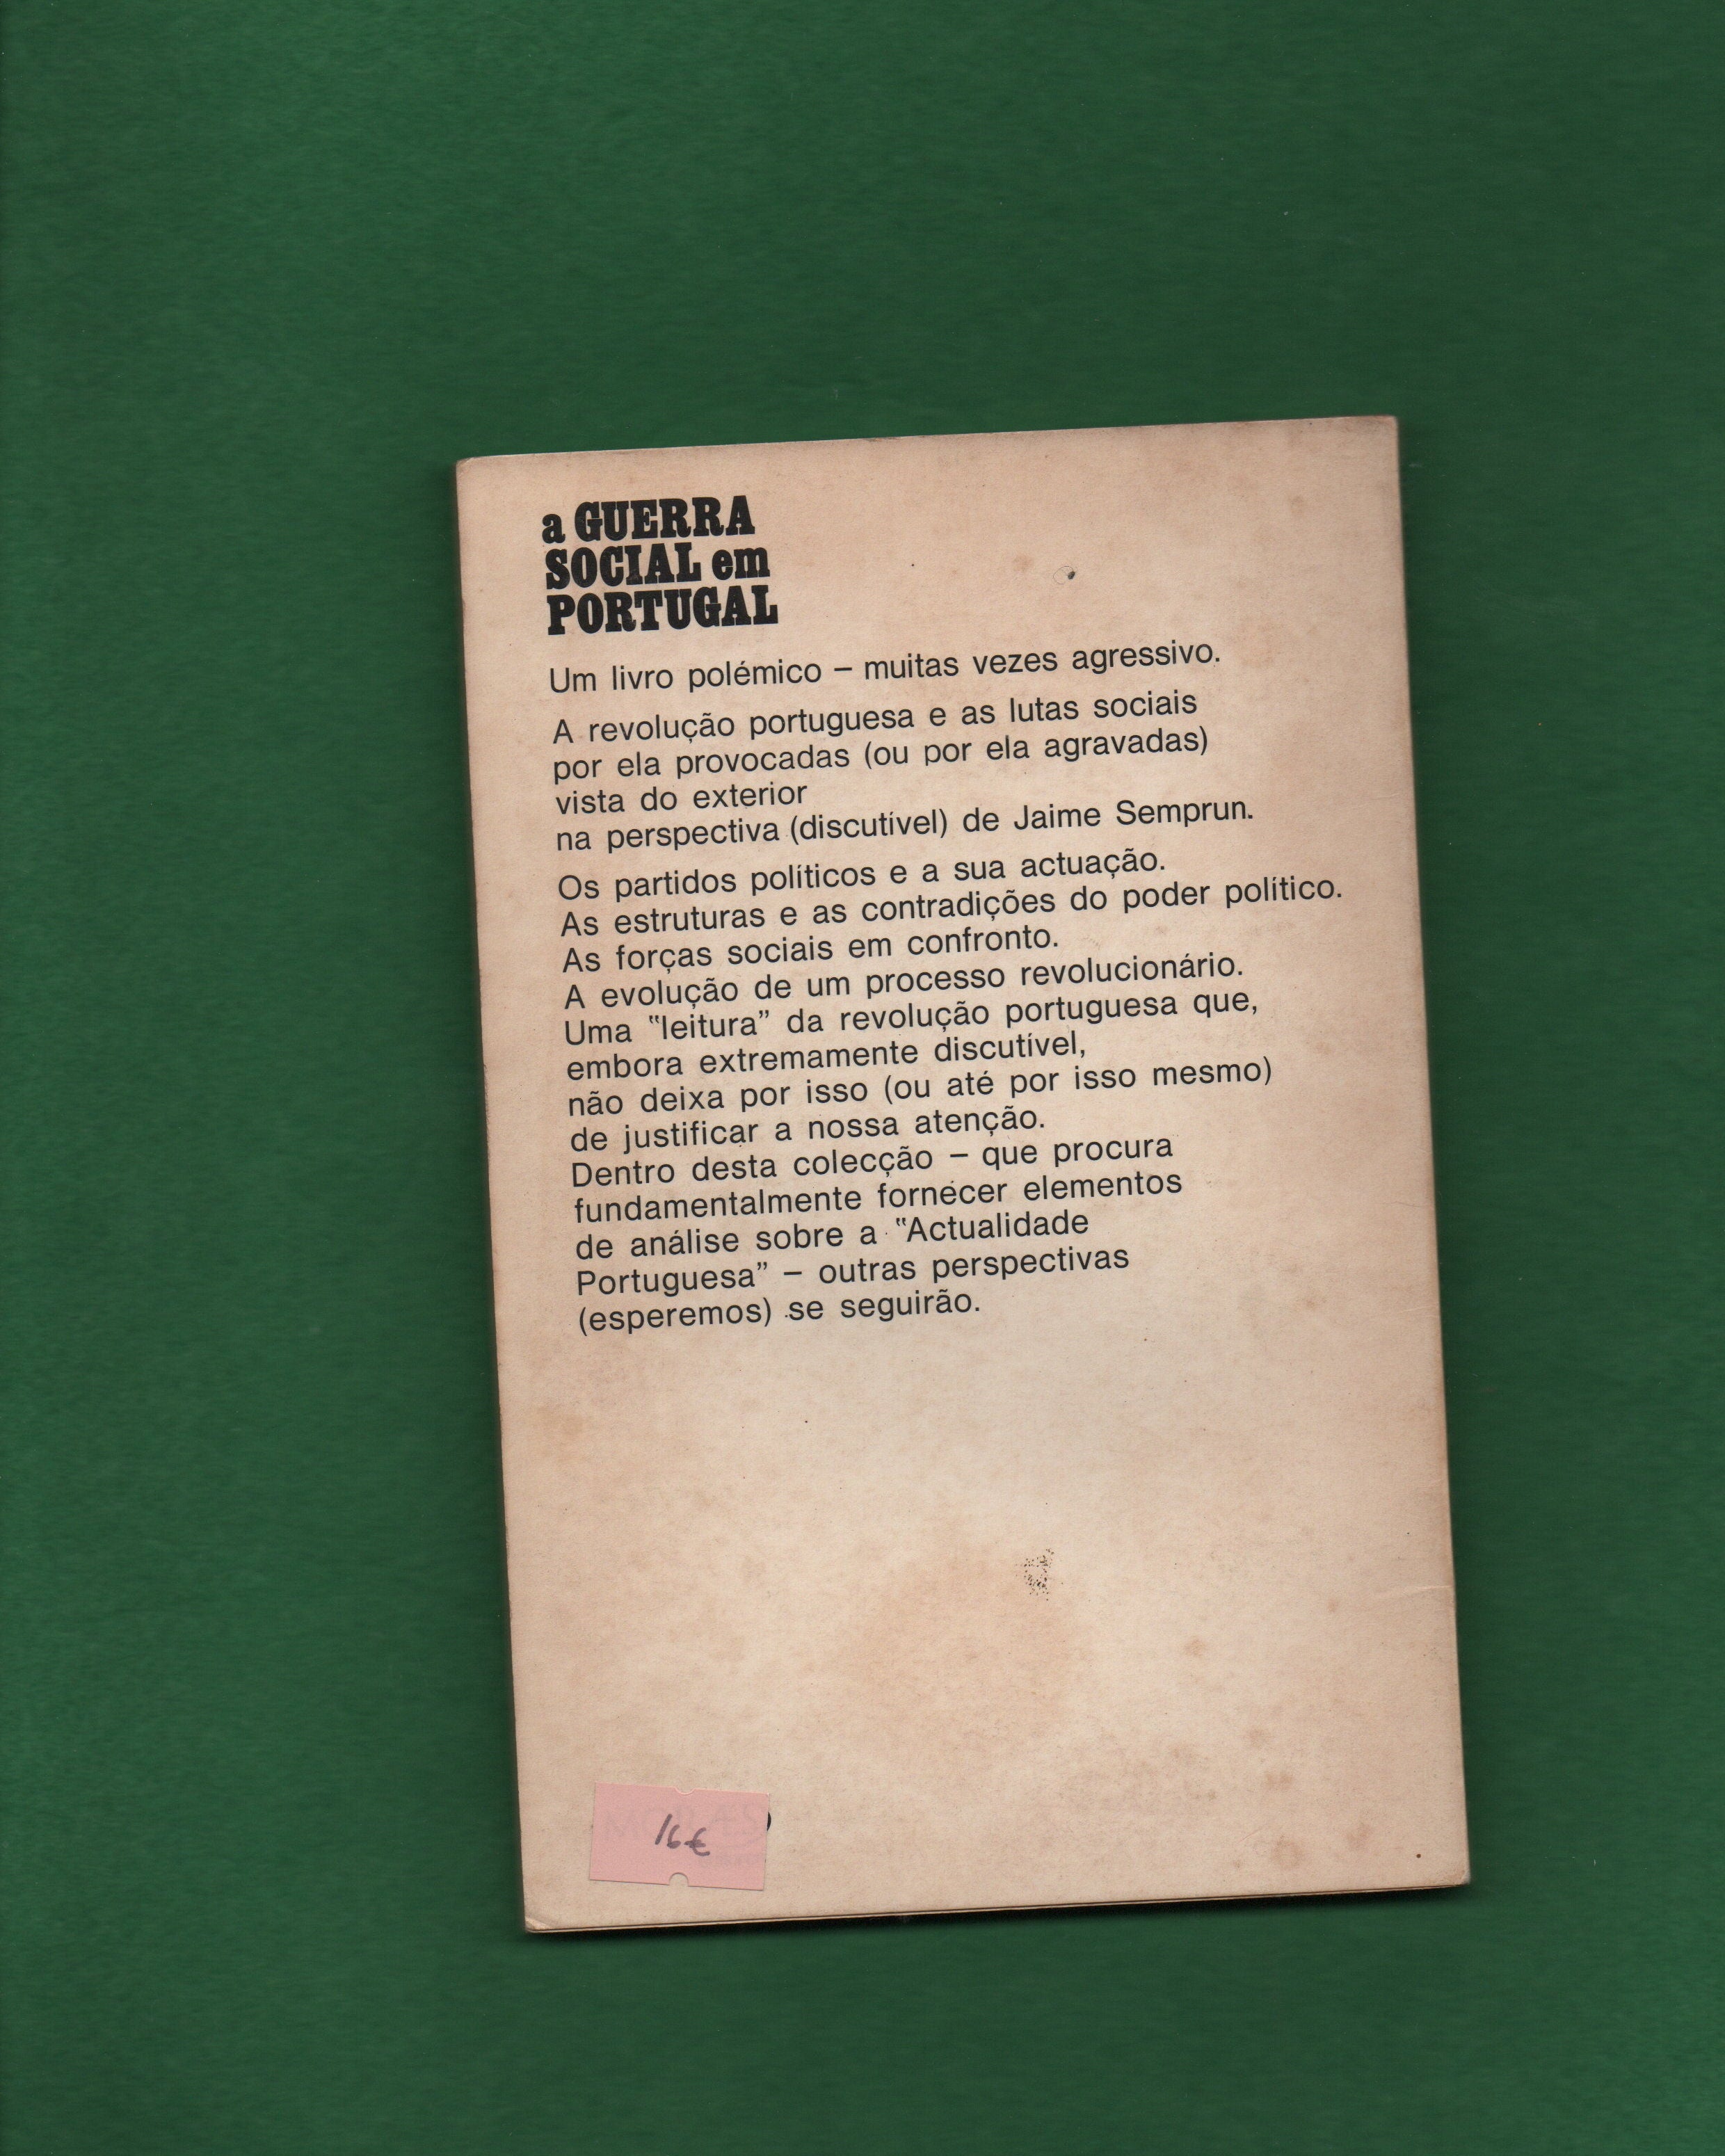 a GUERRA
SOCIAL em
PORTUGAL
Um livro polémico – muitas vezes agressivo.
A revolução portuguesa e as lutas sociais
por ela provocadas (ou por ela agravadas)
vista do exterior
na perspectiva (discutível) de Jaime Semprun.
Os partidos políticos e a sua actuação.
As estruturas e as contradições do poder político.
As forças sociais em confronto.
A evolução de um processo revolucionário.
Uma "leitura" da revolução portuguesa que,
embora extremamente discutível,
não deixa por isso (ou até por isso mesmo)
de justificar a nossa atenção.
Dentro desta colecção – que procura
fundamentalmente fornecer elementos
de análise sobre a "Actualidade
Portuguesa" – outras perspectivas
(esperemos) se seguirão.
16€